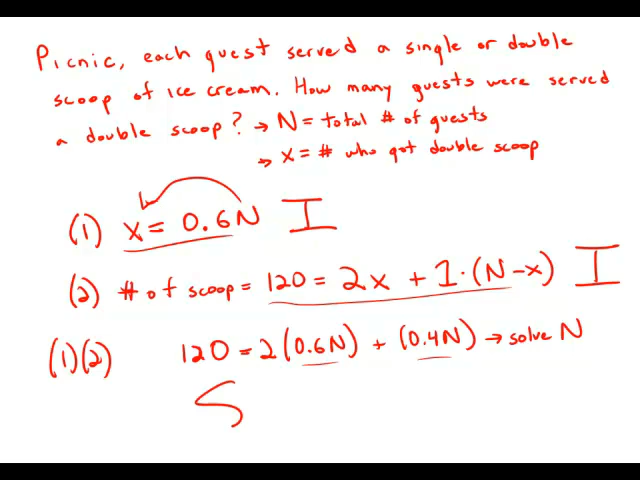 Picnic, each guest served a single or double
scoop of ice cream. How many guests were served
a double scoop? → N = total # of guests
→ x = # who got double scoop
(1) x = 0.6N I
(2) # of scoop = 120 = 2x + 1·(N-x) I
(1)(2) 120 = 2(0.6N) + (0.4N) → solve N
S